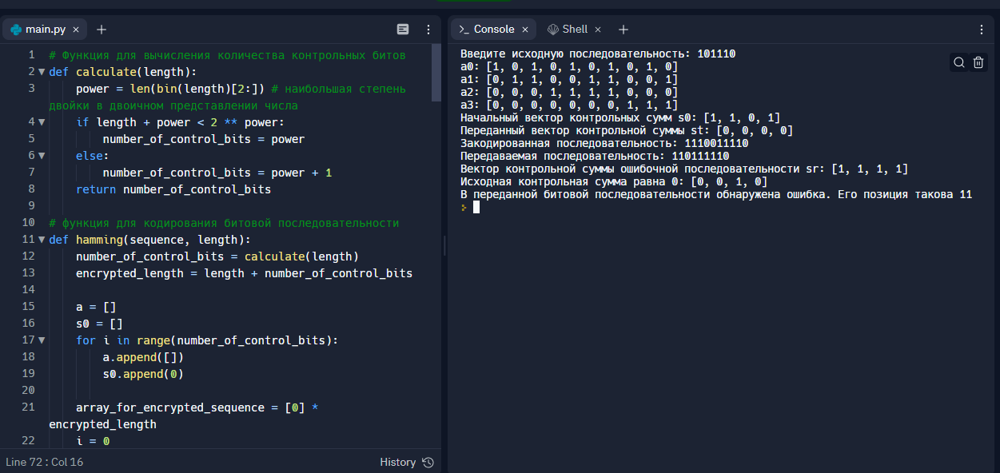 main.py × +
1 # Функция для вычисления количества контрольных битов
2 def calculate(length):
3 power = len(bin(length)[2:]) # наибольшая степень
двойки в двоичном представлении числа
4 if length + power < 2 ** power:
5 number_of_control_bits = power
6 else:
7 number_of_control_bits = power + 1
8 return number_of_control_bits
9
10 # функция для кодирования битовой последовательности
11 def hamming(sequence, length):
12 number_of_control_bits = calculate(length)
13 encrypted_length = length + number_of_control_bits
14
15 a = []
16 s0 = []
17 for i in range(number_of_control_bits):
18 a.append([])
19 s0.append(0)
20
21 array_for_encrypted_sequence = [0] *
encrypted_length
22 i = 0
Line 72 : Col 16
History
>_ Console × Shell × +
Введите исходную последовательность: 101110
a0: [1, 0, 1, 0, 1, 0, 1, 0, 1, 0]
a1: [0, 1, 1, 0, 0, 1, 1, 0, 0, 1]
a2: [0, 0, 0, 1, 1, 1, 1, 0, 0, 0]
a3: [0, 0, 0, 0, 0, 0, 0, 1, 1, 1]
Начальный вектор контрольных сумм s0: [1, 1, 0, 1]
Переданный вектор контрольной суммы st: [0, 0, 0, 0]
Закодированная последовательность: 1110011110
Передаваемая последовательность: 110111110
Вектор контрольной суммы ошибочной последовательности sr: [1, 1, 1, 1]
Исходная контрольная сумма равна 0: [0, 0, 1, 0]
В переданной битовой последовательности обнаружена ошибка. Его позиция такова 11